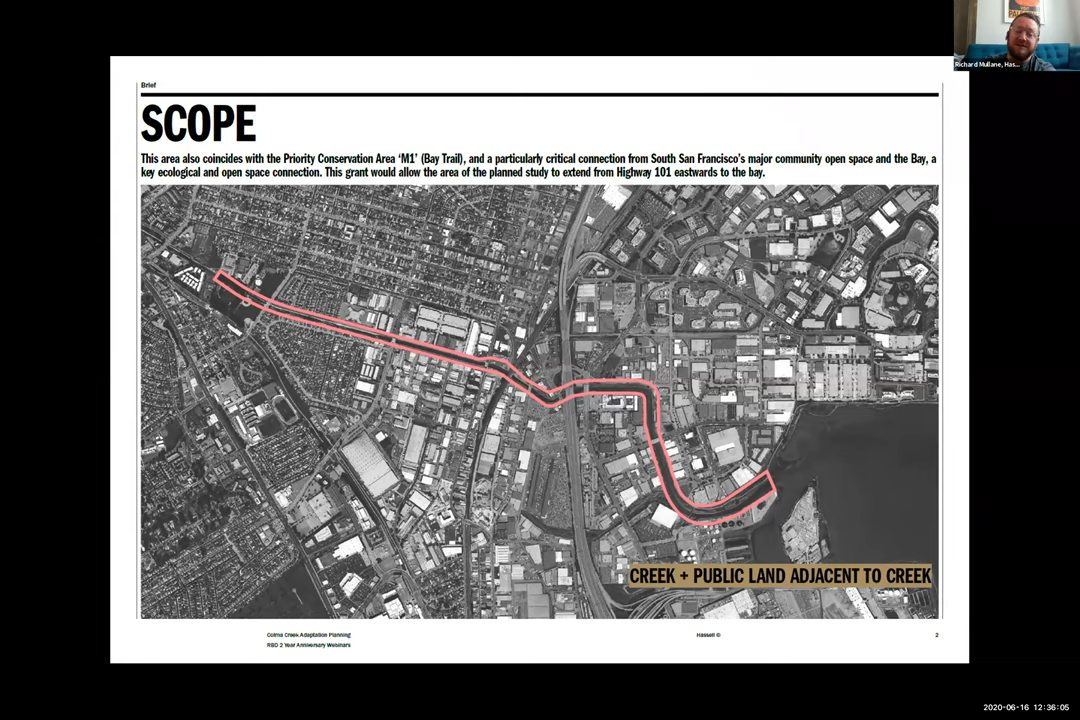 Richard Mullane, Has...
Brief
SCOPE
This area also coincides with the Priority Conservation Area ‘M1’ (Bay Trail), and a particularly critical connection from South San Francisco's major community open space and the Bay, a
key ecological and open space connection. This grant would allow the area of the planned study to extend from Highway 101 eastwards to the bay.
CREEK + PUBLIC LAND ADJACENT TO CREEK
Colma Creek Adaptation Planning
RBD 2 Year Anniversary Webinars
Hassell ©
2
2020-06-16 12:36:05